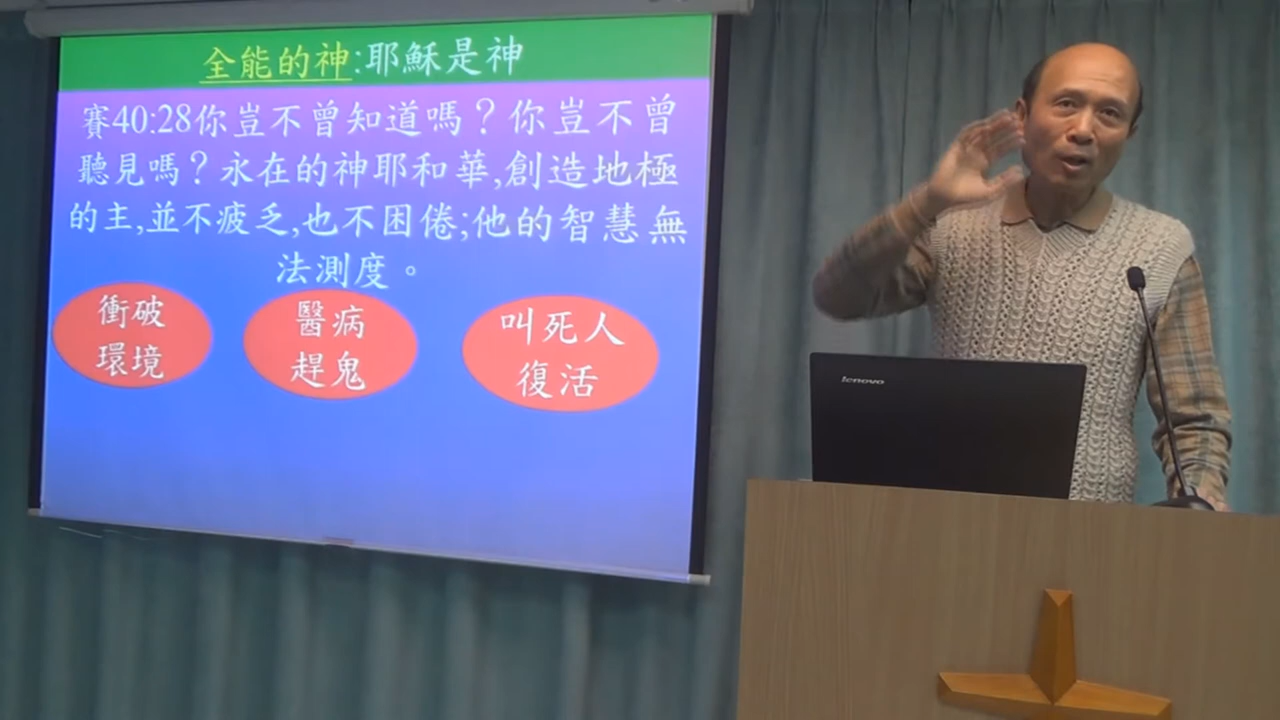 全能的神:耶穌是神
賽40:28你豈不曾知道嗎？你豈不曾
聽見嗎？永在的神耶和華,創造地極
的主,並不疲乏,也不困倦;他的智慧無
法測度。
衝破
環境
醫病
趕鬼
叫死人
復活
lenovo